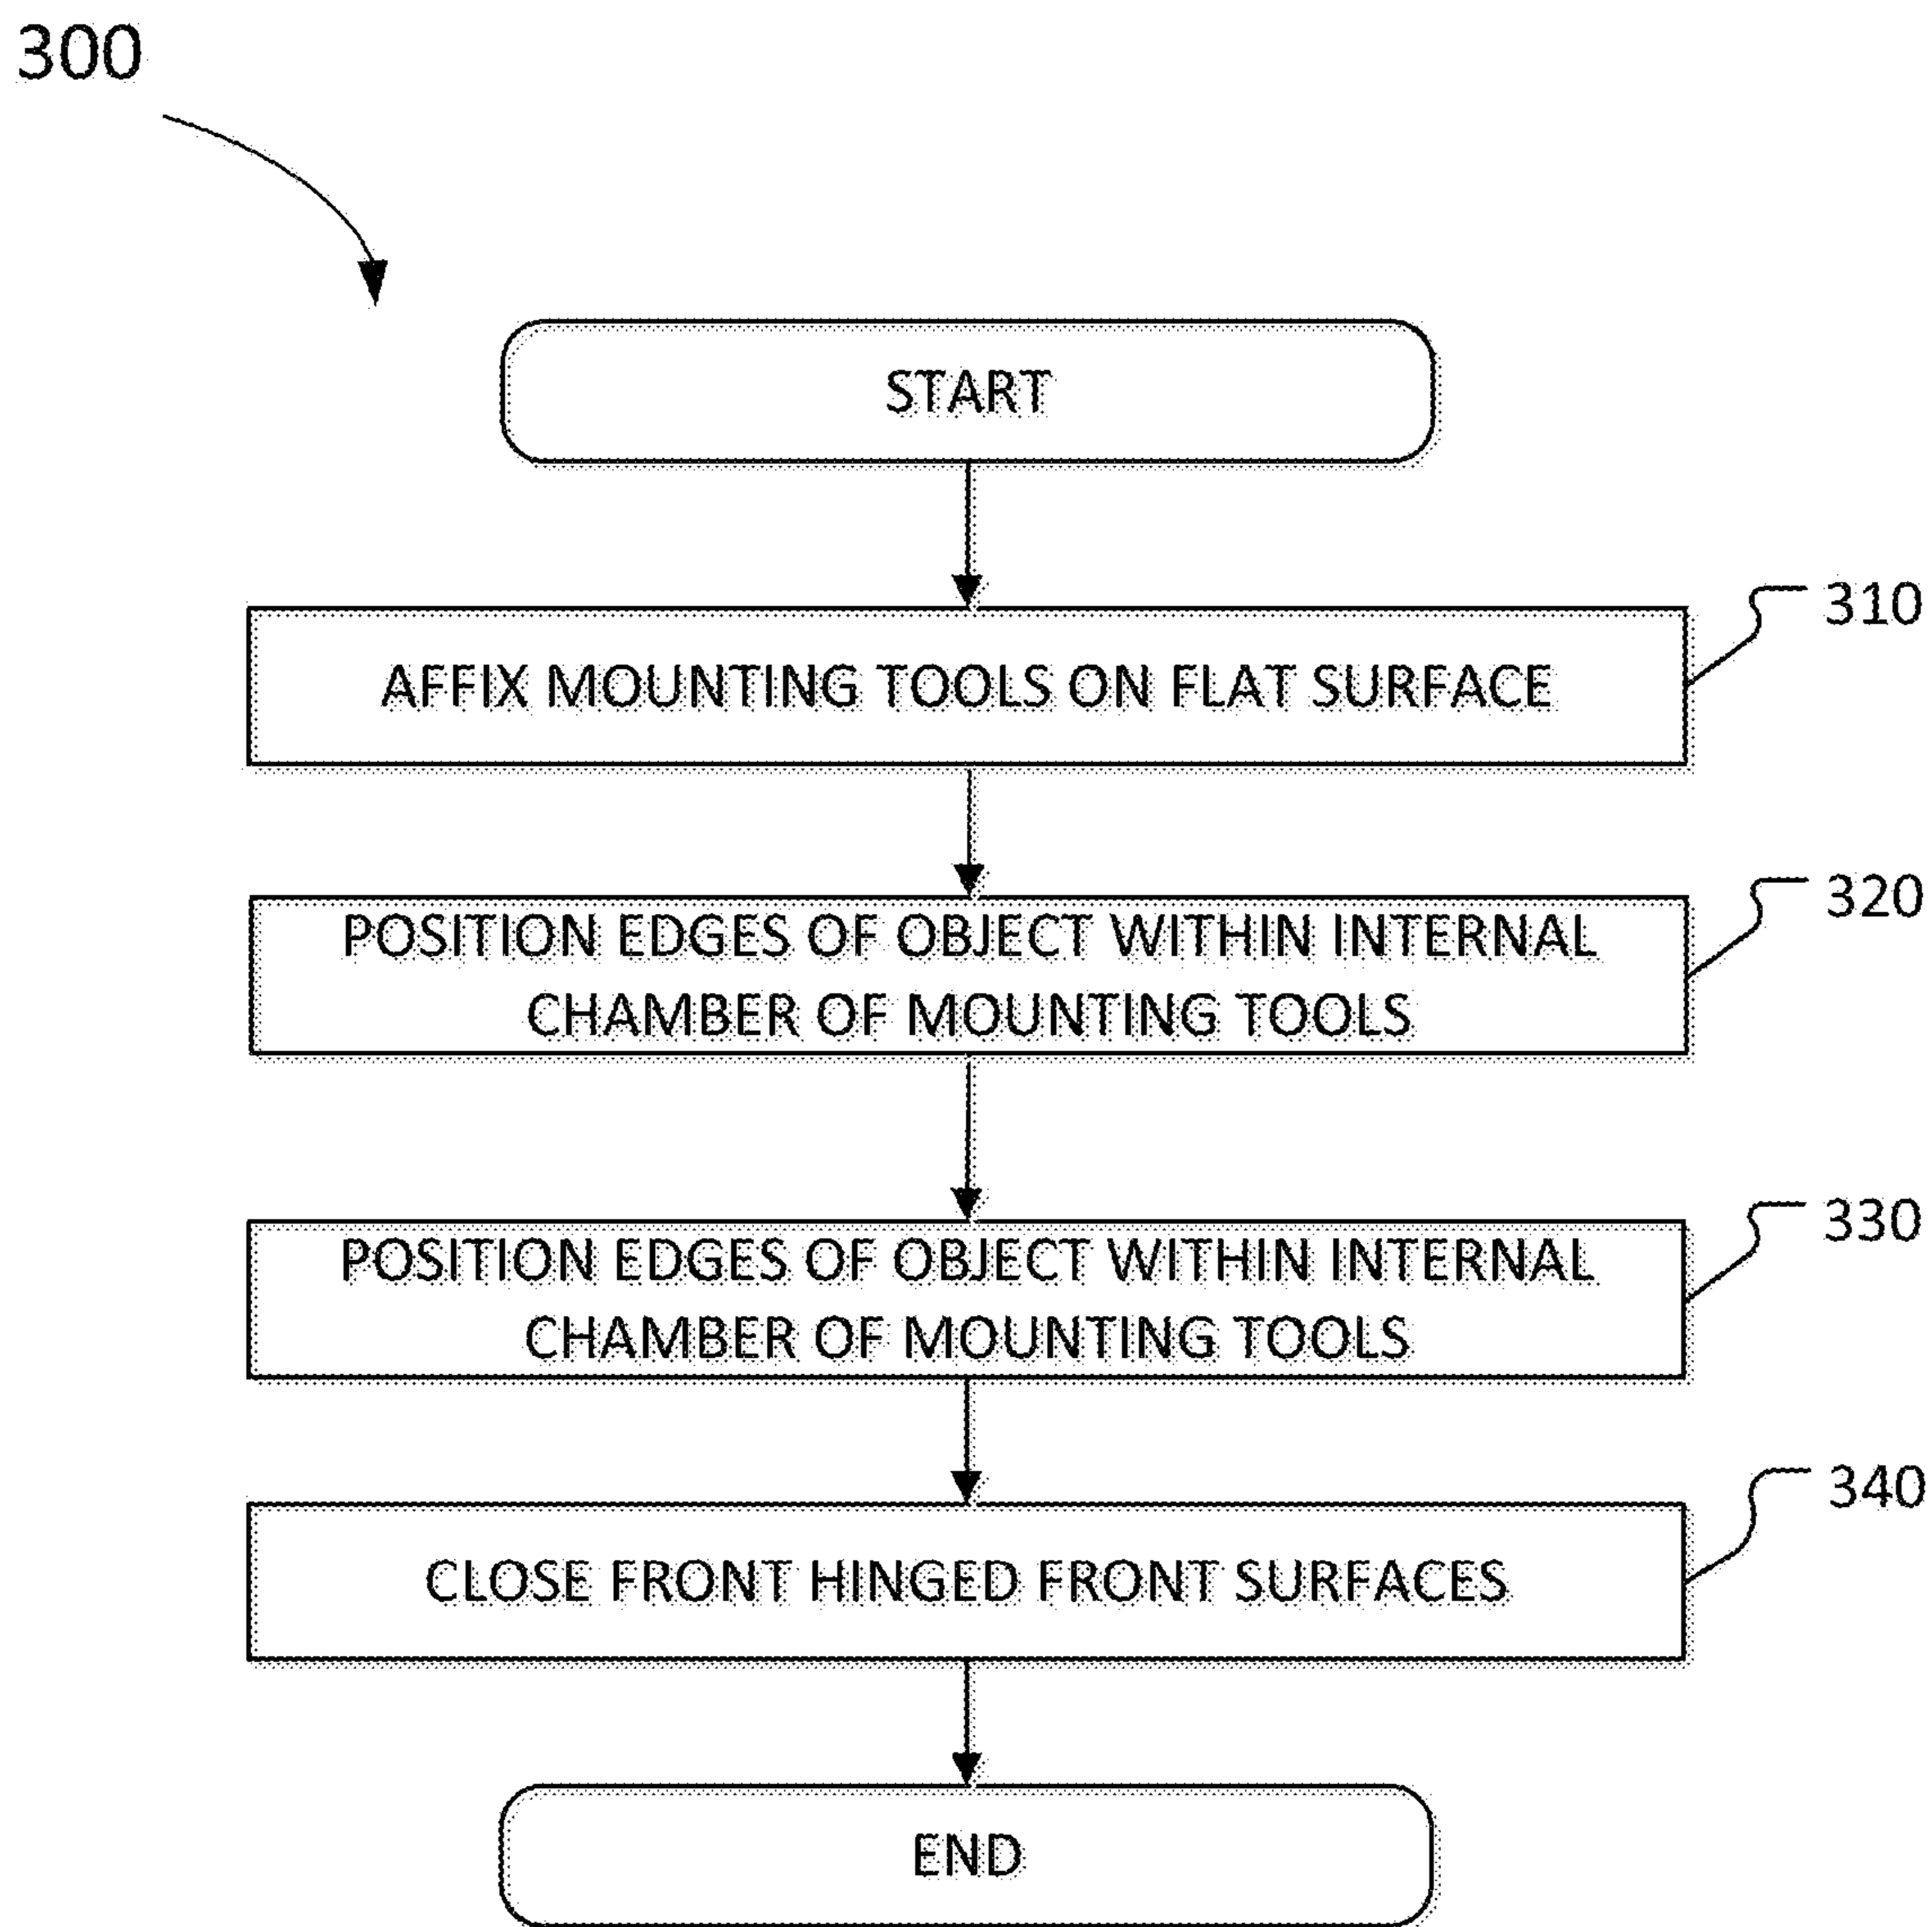 300
START
310
AFFIX MOUNTING TOOLS ON FLAT SURFACE
320
POSITION EDGES OF OBJECT WITHIN INTERNAL
CHAMBER OF MOUNTING TOOLS
330
POSITION EDGES OF OBJECT WITHIN INTERNAL
CHAMBER OF MOUNTING TOOLS
340
CLOSE FRONT HINGED FRONT SURFACES
END